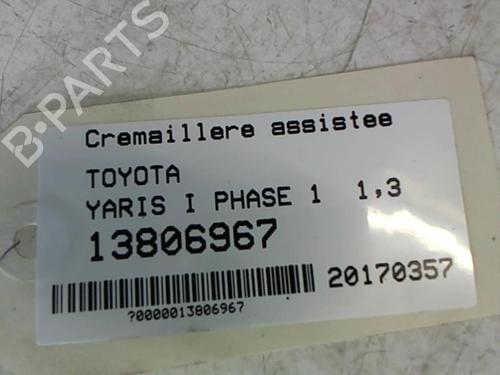 B-PARTS
Cremaillere assistee
TOYOTA
YARIS I PHASE 1 1,3
13806967
20170357
?0000013806967